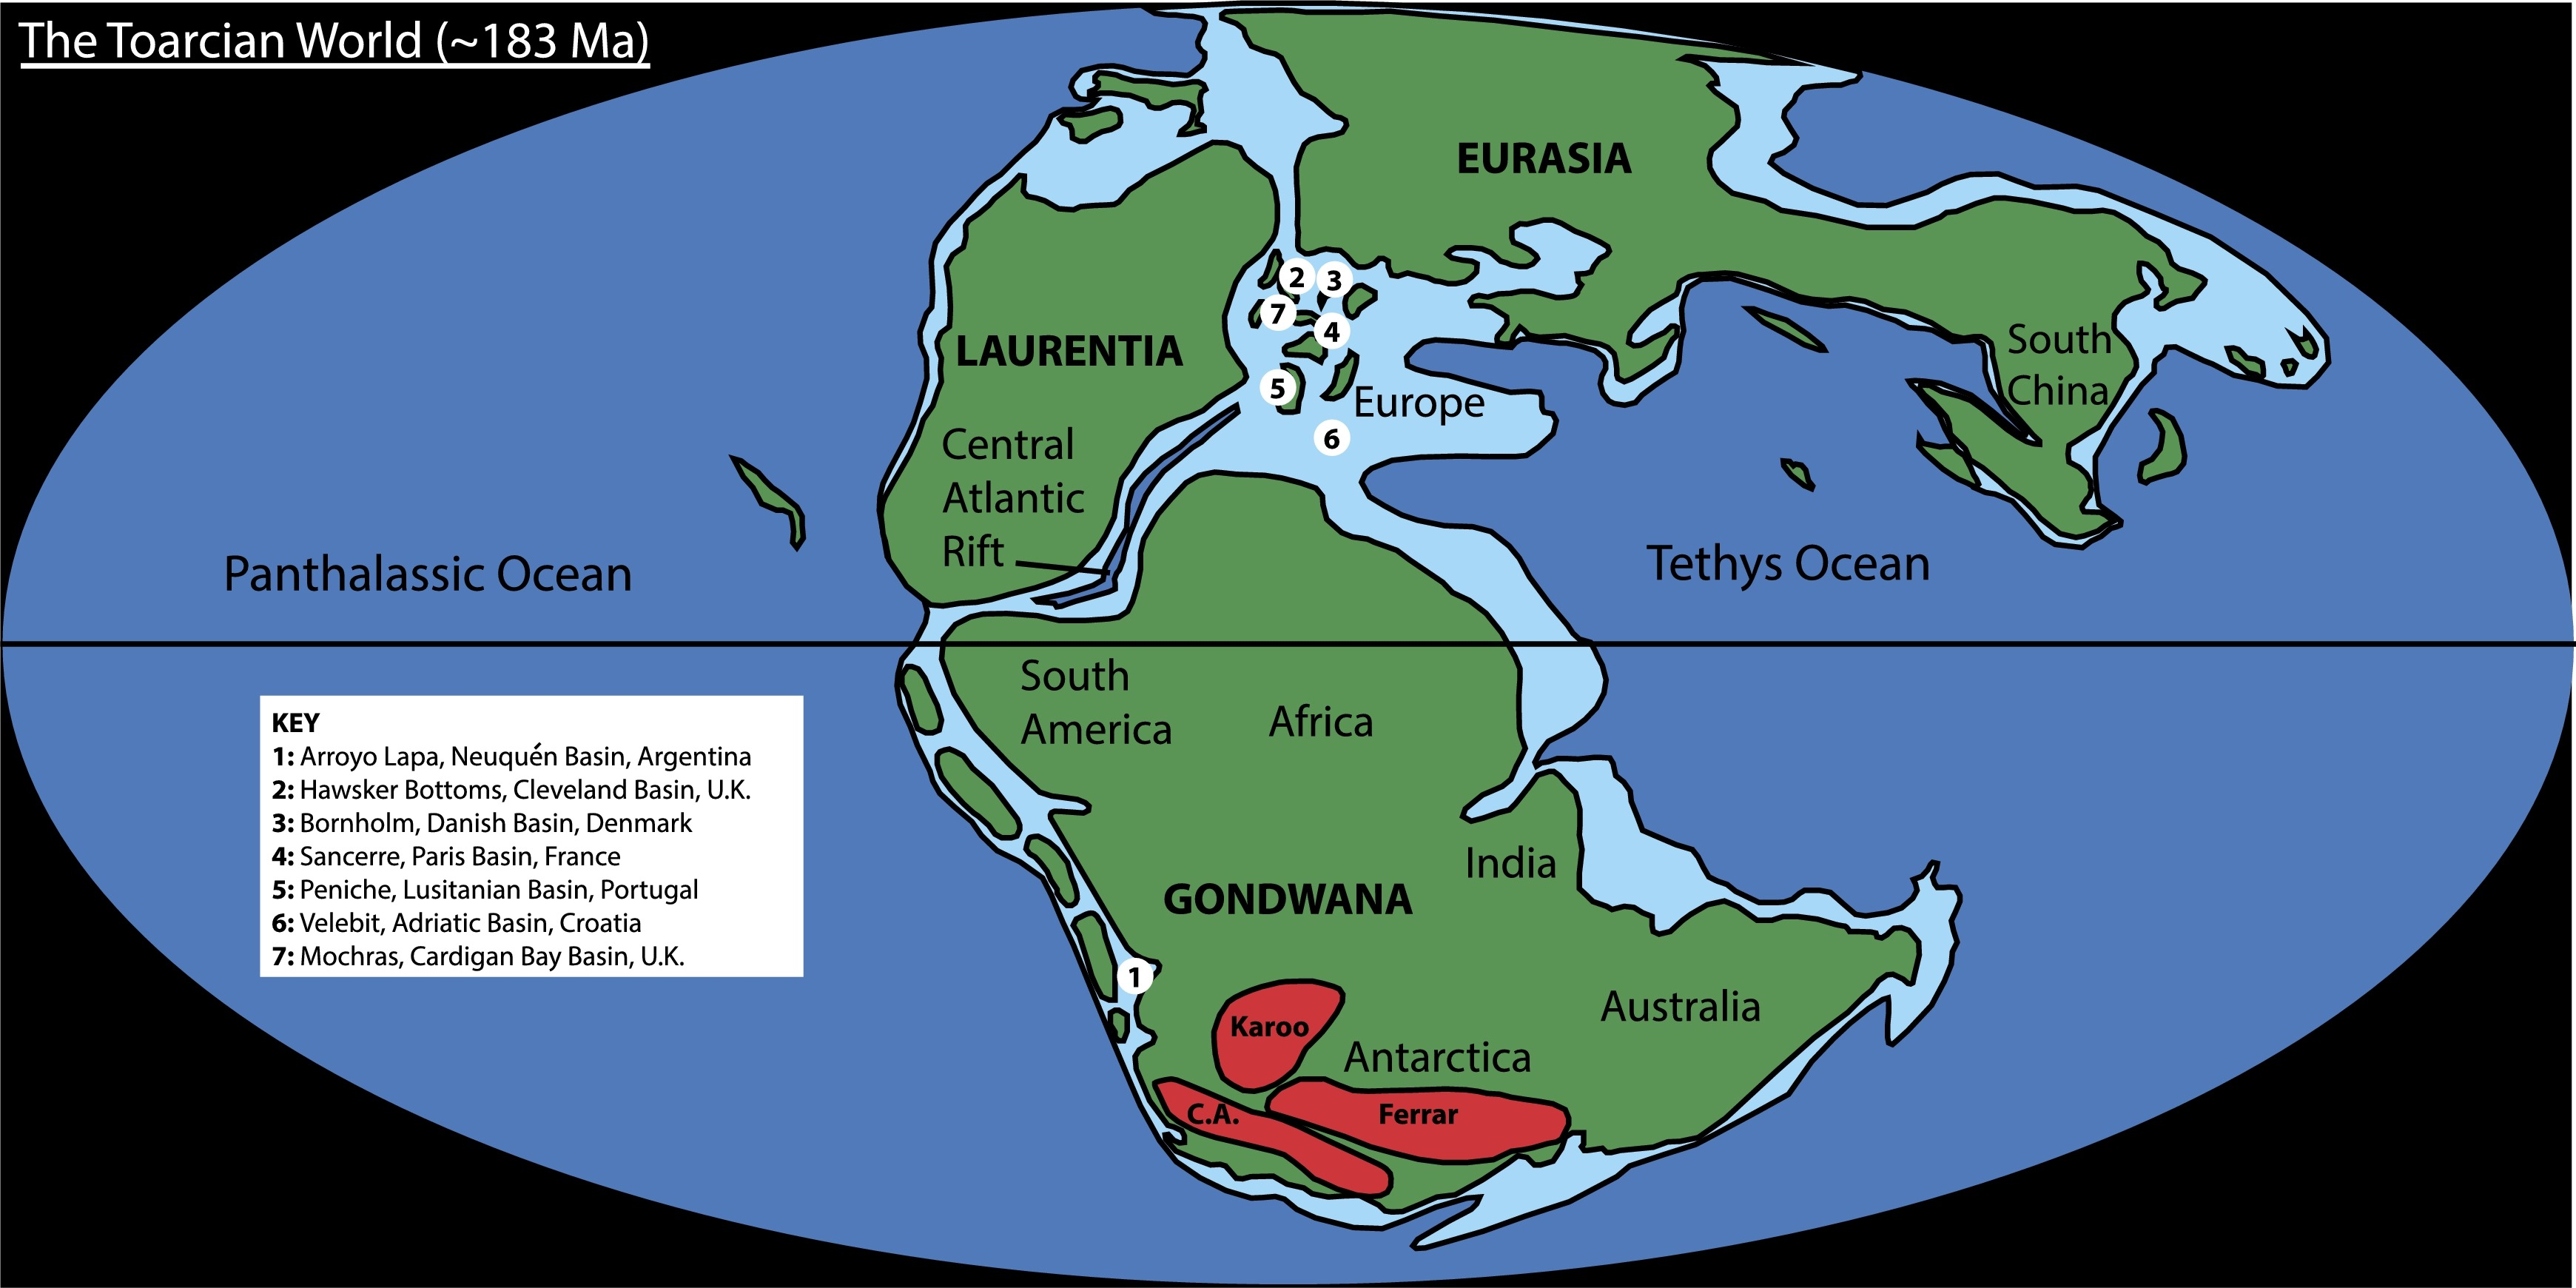 The Toarcian World (~183 Ma)
EURASIA
2
3
7
4
LAURENTIA
South
China
5
Europe
6
Central
Atlantic
Rift
Panthalassic Ocean
Tethys Ocean
South
America
Africa
KEY
1: Arroyo Lapa, Neuquén Basin, Argentina
2: Hawsker Bottoms, Cleveland Basin, U.K.
3: Bornholm, Danish Basin, Denmark
4: Sancerre, Paris Basin, France
5: Peniche, Lusitanian Basin, Portugal
6: Velebit, Adriatic Basin, Croatia
7: Mochras, Cardigan Bay Basin, U.K.
India
GONDWANA
1
Karoo
Australia
Antarctica
C.A.
Ferrar